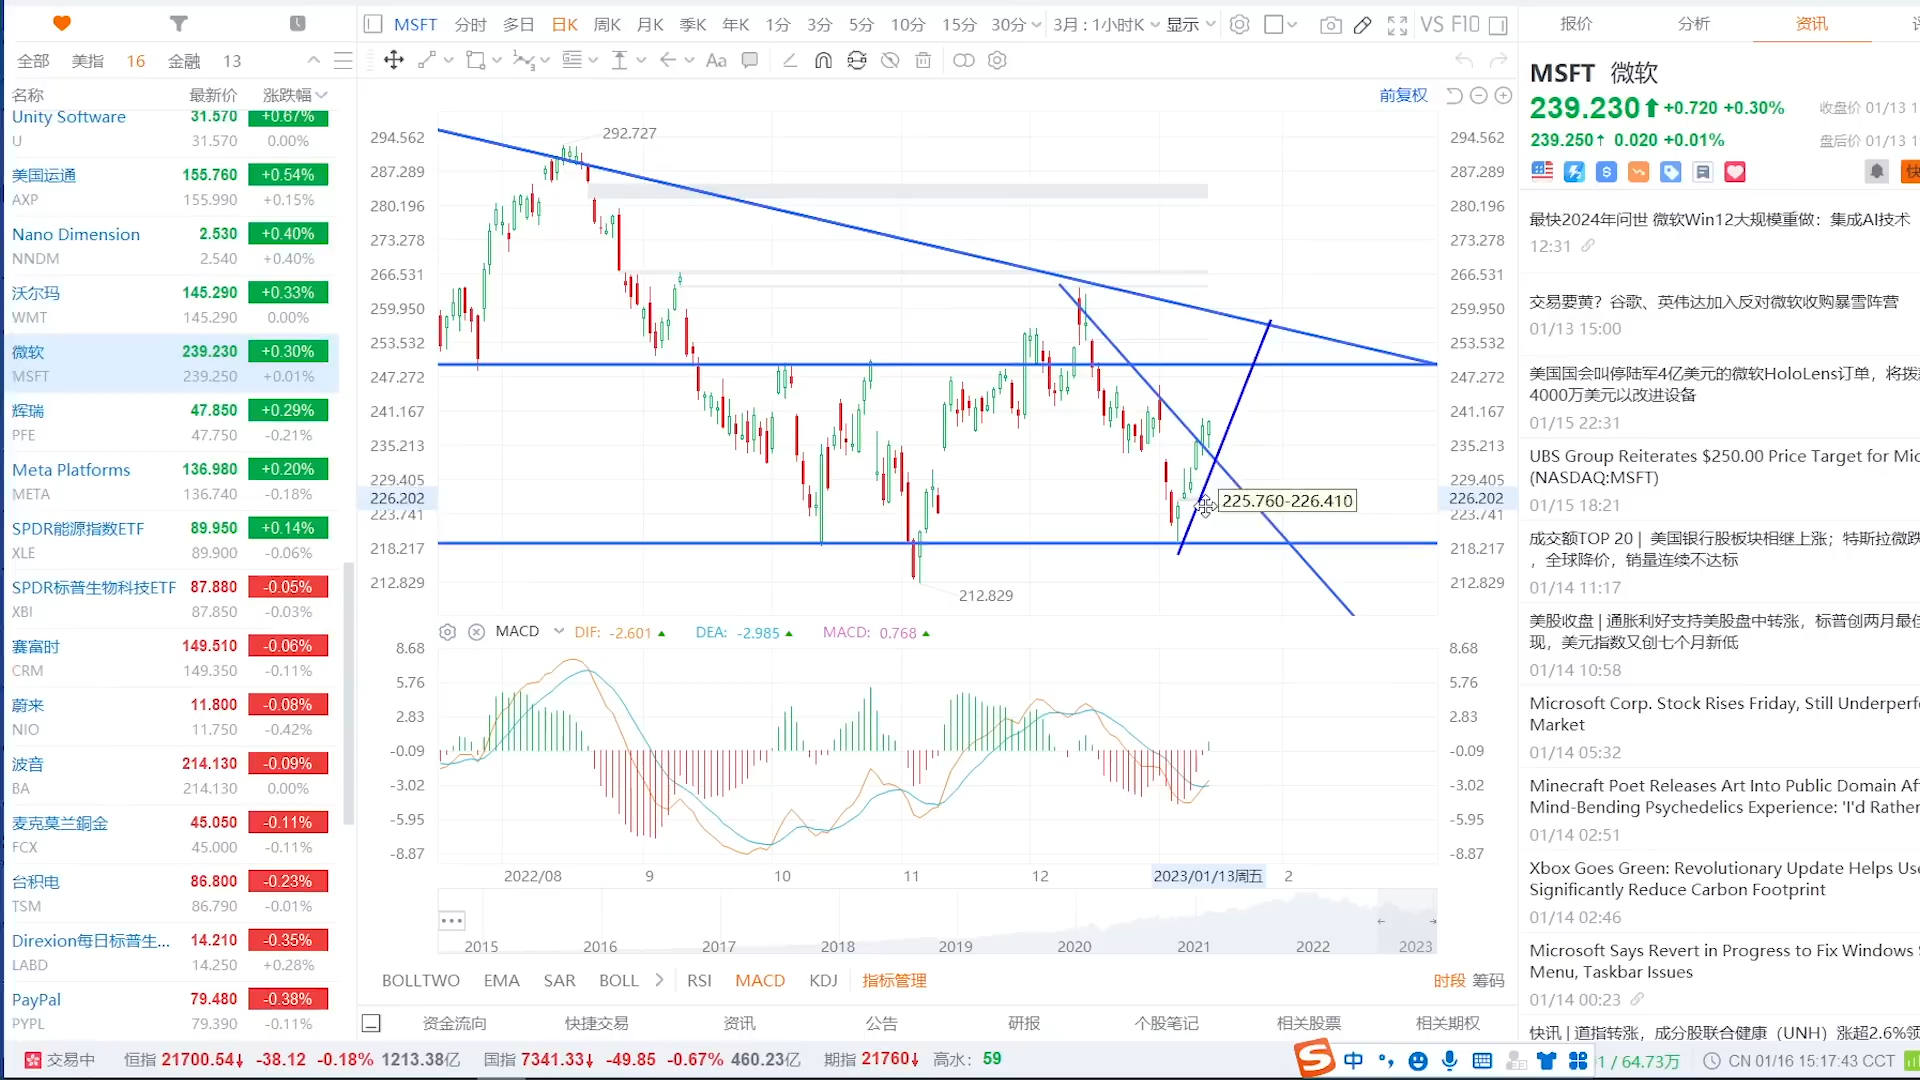 MSFT 分时 多日 日K 周K 月K 季K 年K 1分 3分 5分 10分 15分 30分 3月 : 1小时K 显示 VS F10
报价 分析 资讯
全部 美指 16 金融 13
Aa
名称 最新价 涨跌幅
前复权
MSFT 微软
239.230 +0.720 +0.30% 收盘价 01/13 1
239.250 0.020 +0.01% 盘后价 01/13 1
Unity Software 31.570 +0.67%
U 31.570 0.00%
美国运通 155.760 +0.54%
AXP 155.990 +0.15%
Nano Dimension 2.530 +0.40%
NNDM 2.540 +0.40%
沃尔玛 145.290 +0.33%
WMT 145.290 0.00%
微软 239.230 +0.30%
MSFT 239.250 +0.01%
辉瑞 47.850 +0.29%
PFE 47.750 -0.21%
Meta Platforms 136.980 +0.20%
META 136.740 -0.18%
SPDR能源指数ETF 89.950 +0.14%
XLE 89.900 -0.06%
SPDR标普生物科技ETF 87.880 -0.05%
XBI 87.850 -0.03%
赛富时 149.510 -0.06%
CRM 149.350 -0.11%
蔚来 11.800 -0.08%
NIO 11.750 -0.42%
波音 214.130 -0.09%
BA 214.130 0.00%
麦克莫兰銅金 45.050 -0.11%
FCX 45.000 -0.11%
台积电 86.800 -0.23%
TSM 86.790 -0.01%
Direxion每日标普生... 14.210 -0.35%
LABD 14.250 +0.28%
PayPal 79.480 -0.38%
PYPL 79.390 -0.11%
294.562 292.727 294.562
287.289 287.289
280.196 280.196
273.278 273.278
266.531 266.531
259.950 259.950
253.532 253.532
247.272 247.272
241.167 241.167
235.213 235.213
229.405 229.405
226.202 225.760-226.410 226.202
223.741 223.741
218.217 218.217
212.829 212.829 212.829
MACD DIF: -2.601 DEA: -2.985 MACD: 0.768
8.68 8.68
5.76 5.76
2.83 2.83
-0.09 -0.09
-3.02 -3.02
-5.95 -5.95
-8.87 -8.87
2022/08 9 10 11 12 2023/01/13周五 2
2015 2016 2017 2018 2019 2020 2021 2022 2023
BOLLTWO EMA SAR BOLL RSI MACD KDJ 指标管理 时段 筹码
资金流向 快捷交易 资讯 公告 研报 个股笔记 相关股票 相关期权
最快2024年问世 微软Win12大规模重做：集成AI技术
12:31
交易要黄？谷歌、英伟达加入反对微软收购暴雪阵营
01/13 15:00
美国国会叫停陆军4亿美元的微软HoloLens订单，将拨
4000万美元以改进设备
01/15 22:31
UBS Group Reiterates $250.00 Price Target for Mic
(NASDAQ:MSFT)
01/15 18:21
成交额TOP 20 | 美国银行股板块相继上涨；特斯拉微跌
，全球降价，销量连续不达标
01/14 11:17
美股收盘 | 通胀利好支持美股盘中转涨，标普创两月最佳
现，美元指数又创七个月新低
01/14 10:58
Microsoft Corp. Stock Rises Friday, Still Underperfo
Market
01/14 05:32
Minecraft Poet Releases Art Into Public Domain Af
Mind-Bending Psychedelics Experience: 'I'd Rather
01/14 02:51
Xbox Goes Green: Revolutionary Update Helps Use
Significantly Reduce Carbon Footprint
01/14 02:46
Microsoft Says Revert in Progress to Fix Windows S
Menu, Taskbar Issues
01/14 00:23
快讯 | 道指转涨，成分股联合健康（UNH）涨超2.6%领
交易中 恒指 21700.54 -38.12 -0.18% 1213.38亿 国指 7341.33 -49.85 -0.67% 460.23亿 期指 21760 高水: 59 中 1 / 64.73万 CN 01/16 15:17:43 CCT